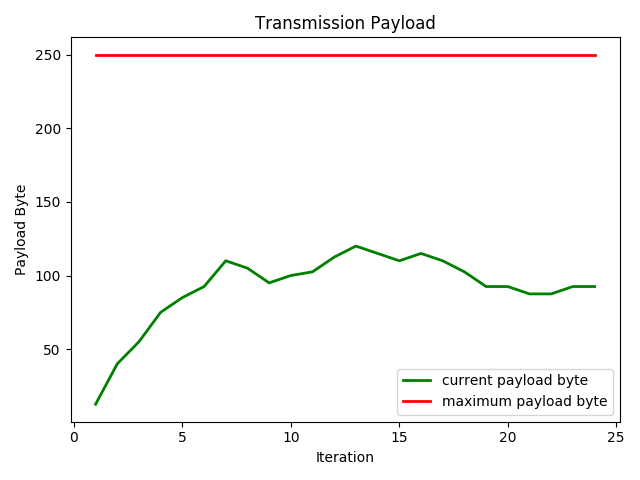 Transmission Payload
250
200
150
100
50
Payload Byte
0
5
10
15
20
25
Iteration
current payload byte
maximum payload byte